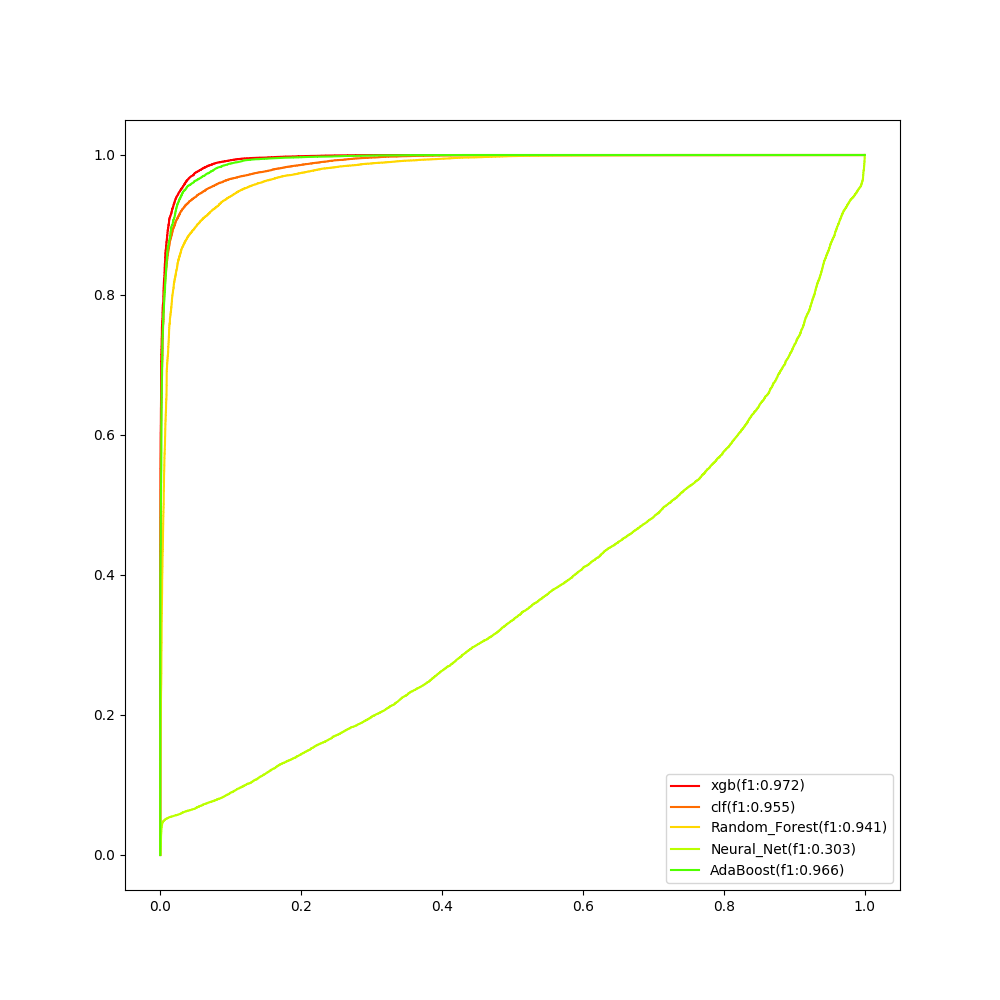 1.0
0.8
0.6
0.4
0.2
0.0
0.0 0.2 0.4 0.6 0.8 1.0
xgb(f1:0.972)
clf(f1:0.955)
Random_Forest(f1:0.941)
Neural_Net(f1:0.303)
AdaBoost(f1:0.966)